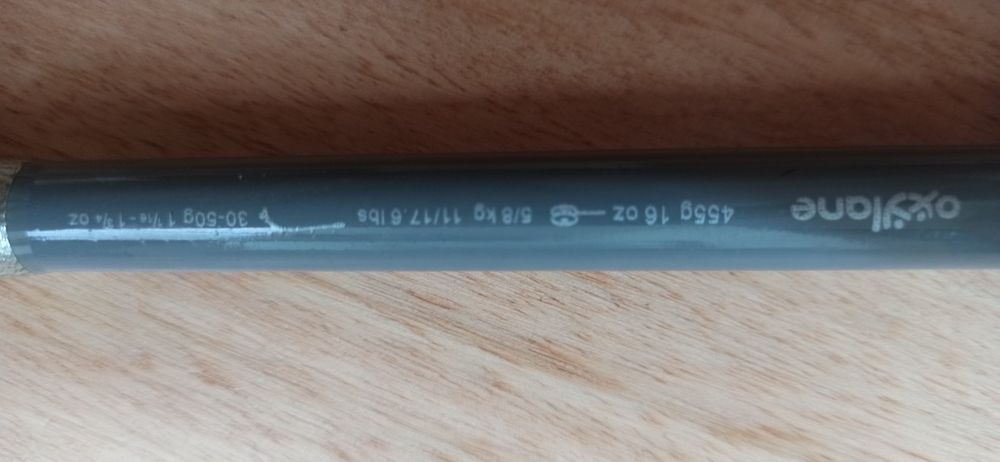 oxylane 455g 16 oz 5/8 kg 11/17.6 lbs 30-50g 1 1/16 - 1 3/4 oz